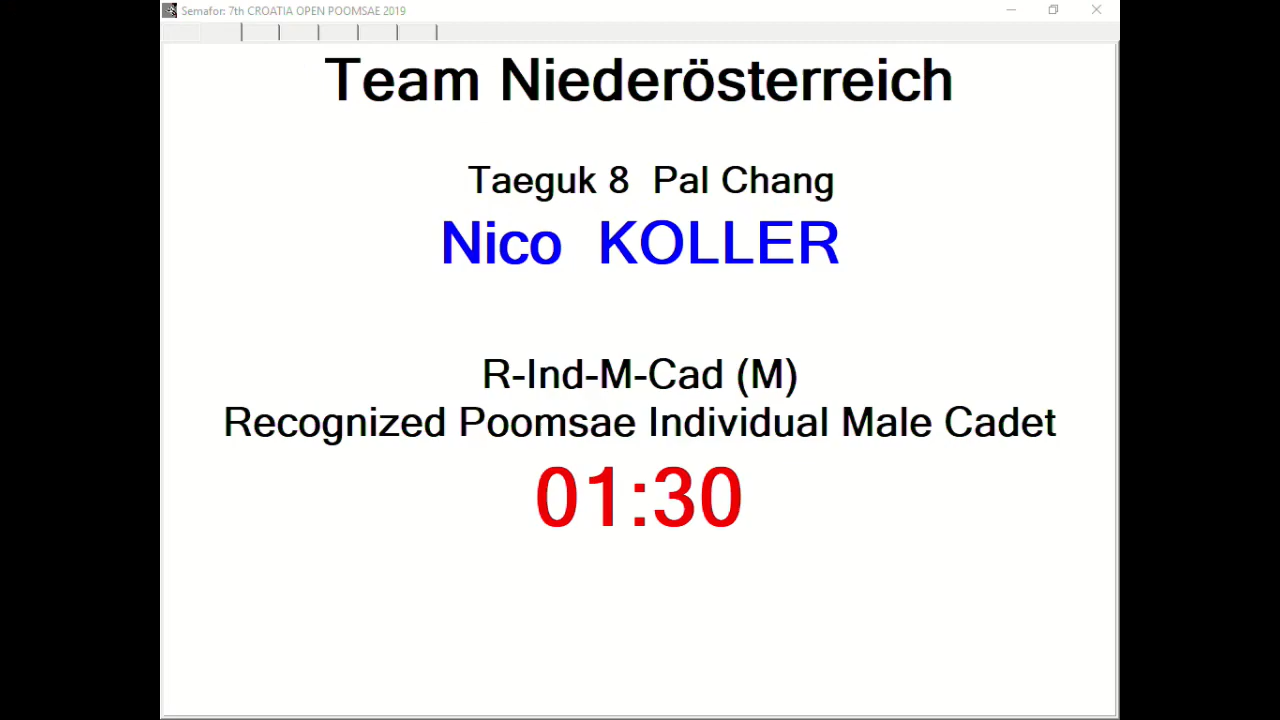 Semafor: 7th CROATIA OPEN POOMSAE 2019
Team Niederösterreich
Taeguk 8 Pal Chang
Nico KOLLER
R-Ind-M-Cad (M)
Recognized Poomsae Individual Male Cadet
01:30